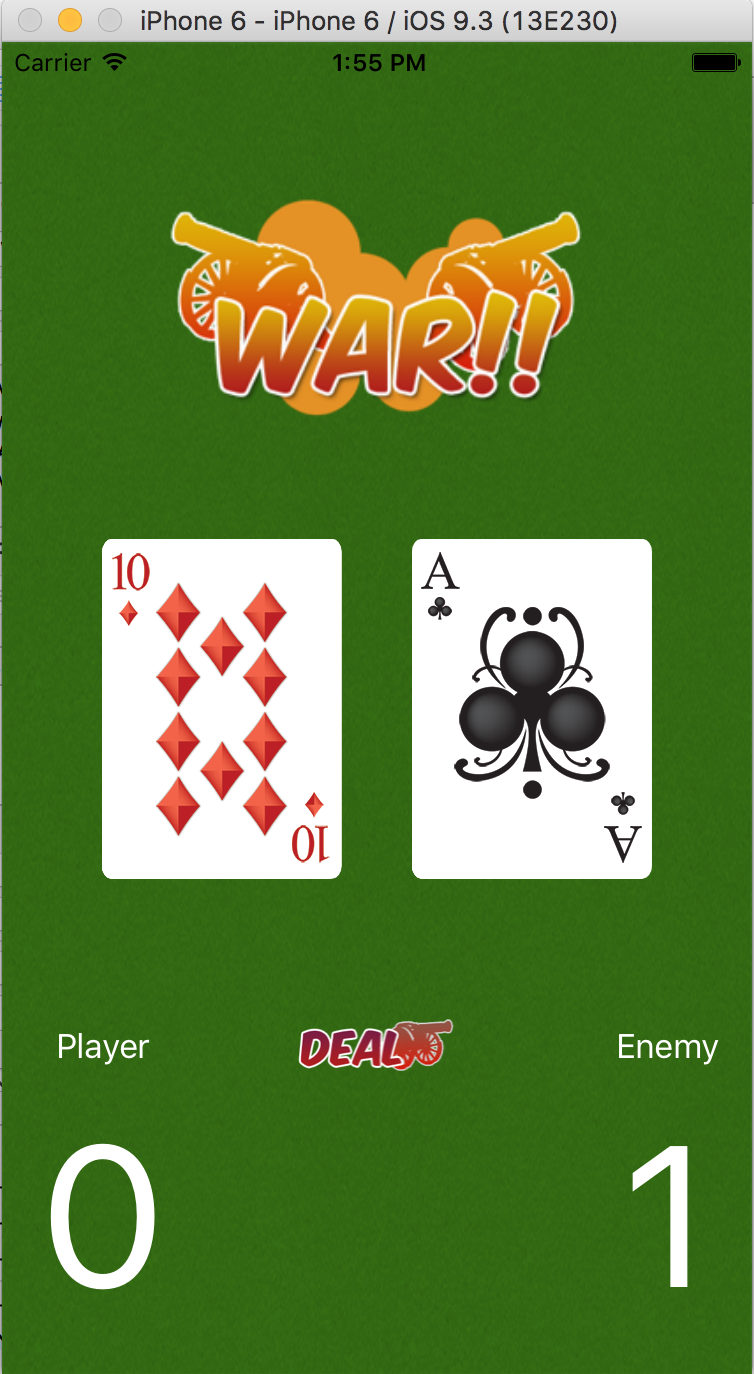 iPhone 6 - iPhone 6 / iOS 9.3 (13E230)
Carrier 1:55 PM
WAR!!
10 A
10 A
Player DEAL Enemy
0 1